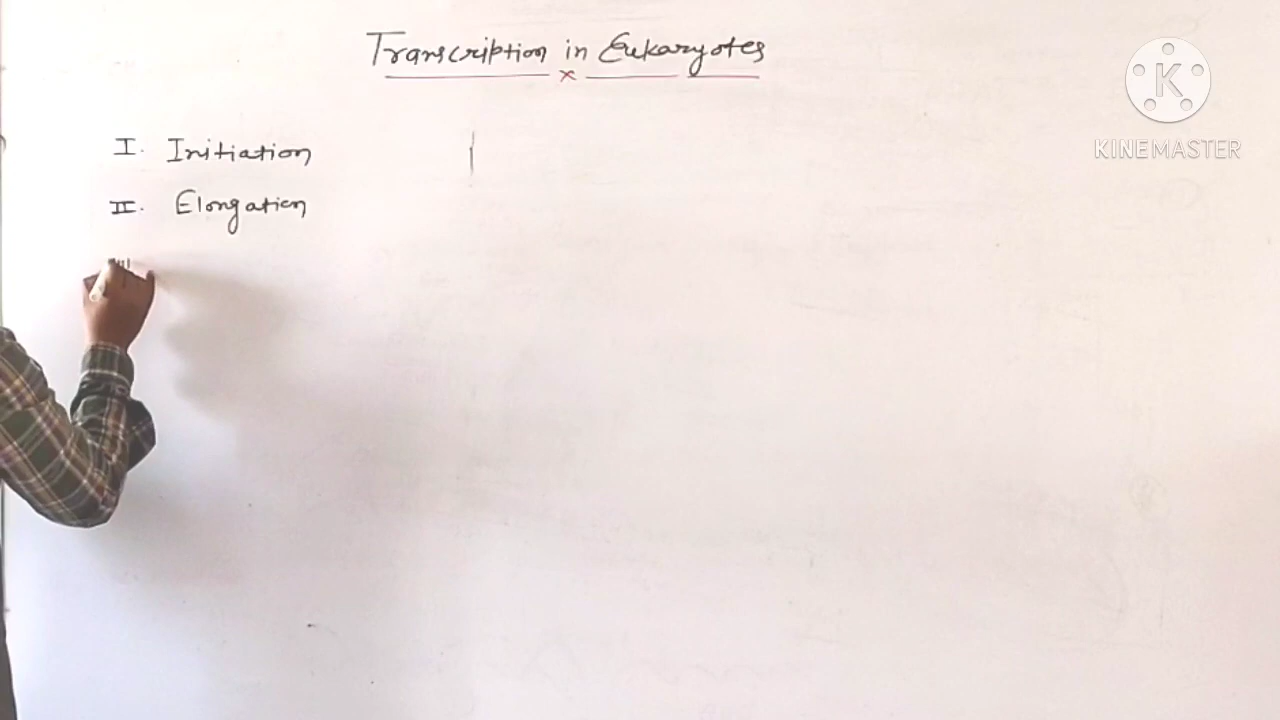 Transcription in Eukaryotes
I. Initiation
II. Elongation
K
KINEMASTER